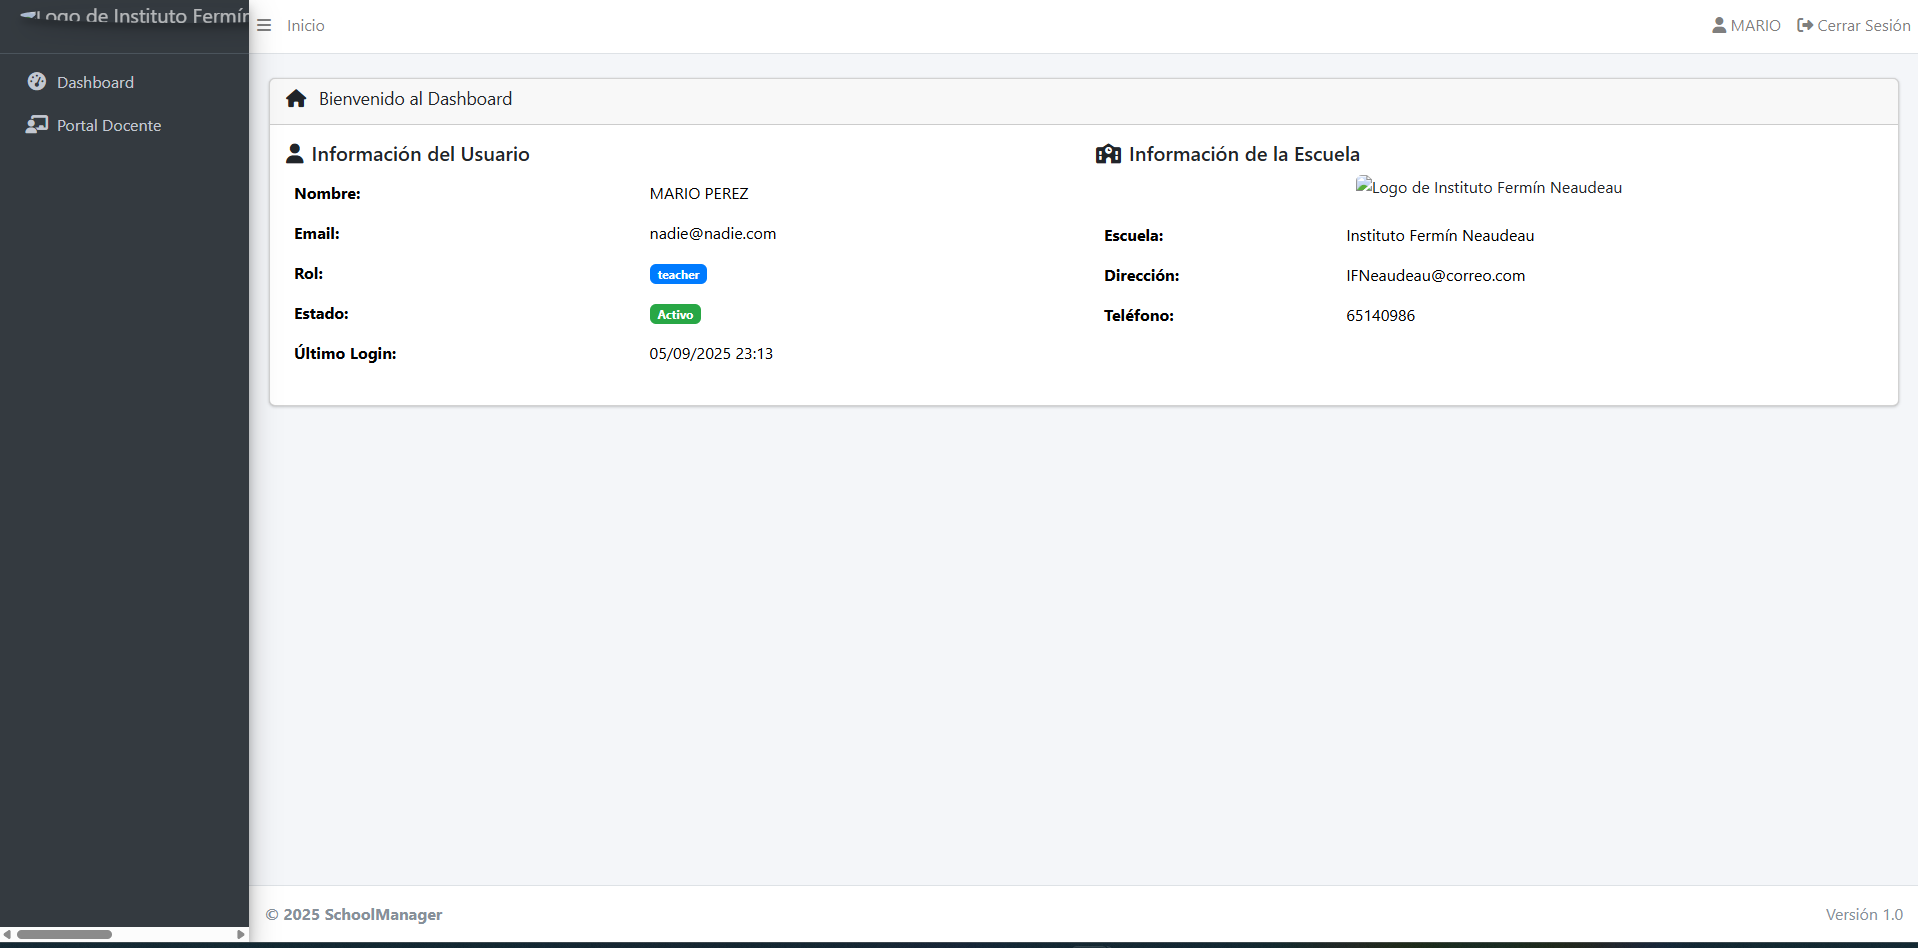 Logo de Instituto Fermín
Inicio
MARIO
Cerrar Sesión
Dashboard
Portal Docente
Bienvenido al Dashboard
Información del Usuario
Nombre: MARIO PEREZ
Email: nadie@nadie.com
Rol: teacher
Estado: Activo
Último Login: 05/09/2025 23:13
Información de la Escuela
Logo de Instituto Fermín Neaudeau
Escuela: Instituto Fermín Neaudeau
Dirección: IFNeaudeau@correo.com
Teléfono: 65140986
© 2025 SchoolManager
Versión 1.0